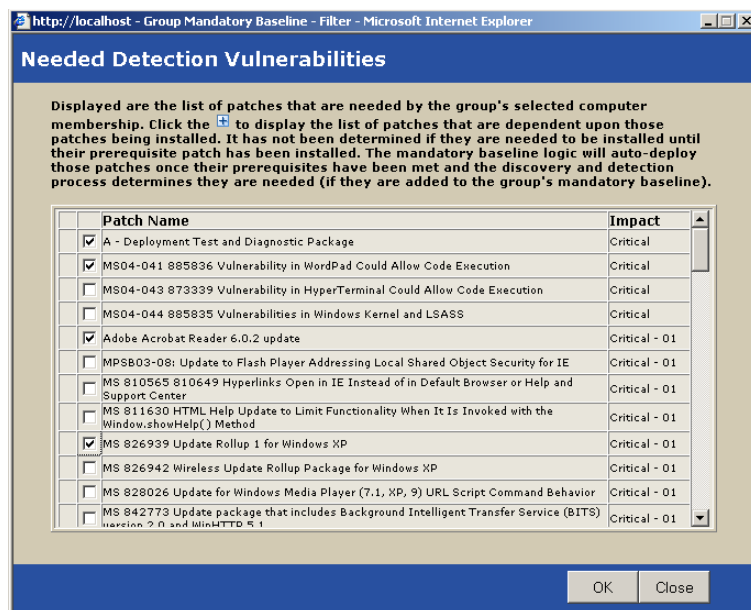 http://localhost - Group Mandatory Baseline - Filter - Microsoft Internet Explorer
Needed Detection Vulnerabilities
Displayed are the list of patches that are needed by the group's selected computer
membership. Click the + to display the list of patches that are dependent upon those
patches being installed. It has not been determined if they are needed to be installed until
their prerequisite patch has been installed. The mandatory baseline logic will auto-deploy
those patches once their prerequisites have been met and the discovery and detection
process determines they are needed (if they are added to the group's mandatory baseline).
Patch Name Impact
A - Deployment Test and Diagnostic Package Critical
MS04-041 885836 Vulnerability in WordPad Could Allow Code Execution Critical
MS04-043 873339 Vulnerability in HyperTerminal Could Allow Code Execution Critical
MS04-044 885835 Vulnerabilities in Windows Kernel and LSASS Critical
Adobe Acrobat Reader 6.0.2 update Critical - 01
MPSB03-08: Update to Flash Player Addressing Local Shared Object Security for IE Critical - 01
MS 810565 810649 Hyperlinks Open in IE Instead of in Default Browser or Help and
Support Center Critical - 01
MS 811630 HTML Help Update to Limit Functionality When It Is Invoked with the
Window.showHelp() Method Critical - 01
MS 826939 Update Rollup 1 for Windows XP Critical - 01
MS 826942 Wireless Update Rollup Package for Windows XP Critical - 01
MS 828026 Update for Windows Media Player (7.1, XP, 9) URL Script Command Behavior Critical - 01
MS 842773 Update package that includes Background Intelligent Transfer Service (BITS)
version 2.0 and WinHTTP 5.1 Critical - 01
OK Close